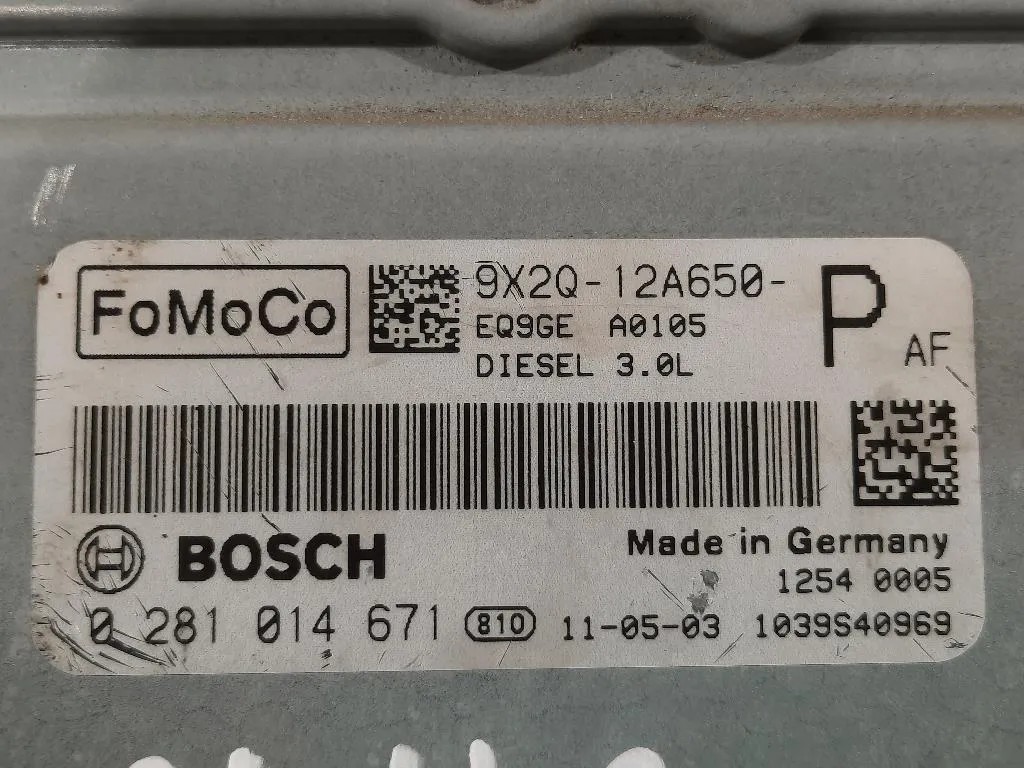 FoMoCo
9X2Q-12A650- P AF
EQ9GE A0105
DIESEL 3.0L
BOSCH
Made in Germany
1254 0005
0 281 014 671 810 11-05-03 1039S40969